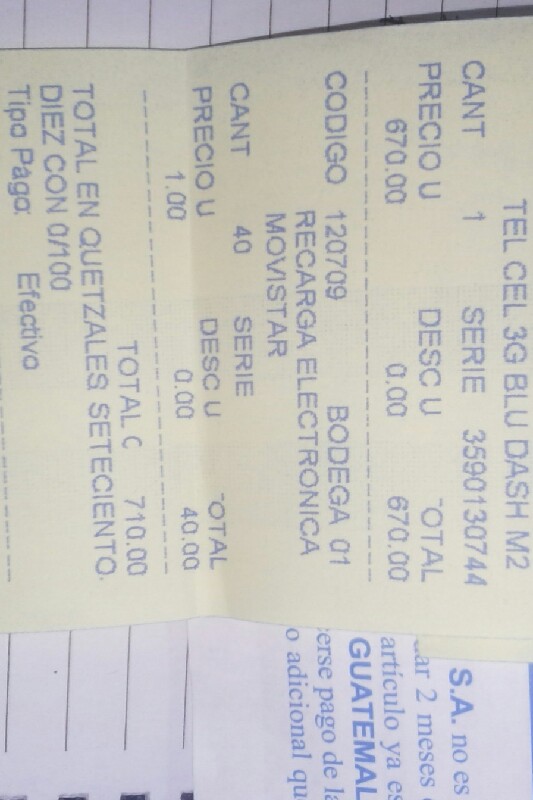 TEL CEL 3G BLU DASH M2
CANT 1 SERIE 3590130744
PRECIO U DESC U TOTAL
670.00 0.00 670.00
CODIGO 120709 BODEGA 01
RECARGA ELECTRONICA
MOVISTAR
CANT 40 SERIE
PRECIO U DESC U TOTAL
1.00 0.00 40.00
TOTAL C 710.00
TOTAL EN QUETZALES: SETECIENTO.
DIEZ CON 0/100
Tipo Pago: Efectivo
S.A. no es
dar 2 meses
artículo ya es
GUATEMAL
erse pago de la
o adicional que